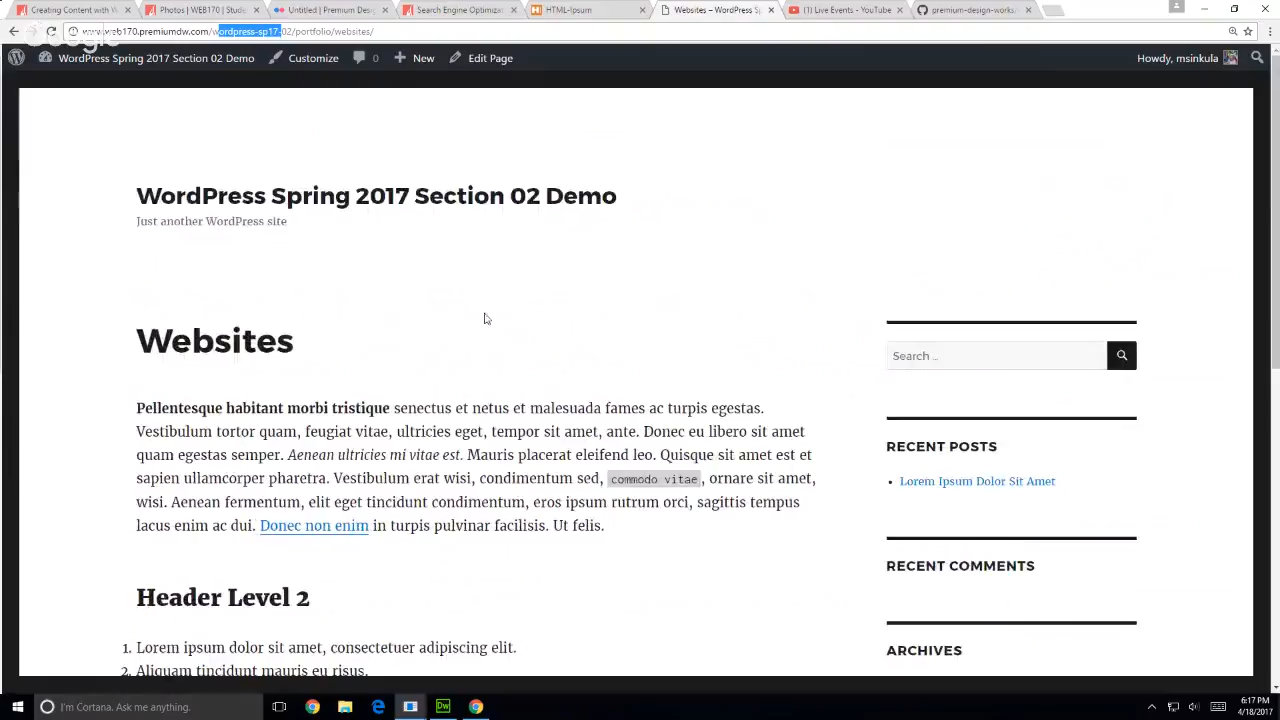 Creating Content with W
Photos | WEB170 | Stude
Untitled | Premium Desig
Search Engine Optimiza
HTML-Ipsum
Websites – WordPress Sp
(1) Live Events - YouTube
premium-design-works/
web170.premiumdw.com/wordpress-sp17-02/portfolio/websites/
Google
WordPress Spring 2017 Section 02 Demo
Customize
0
New
Edit Page
Howdy, msinkula
WordPress Spring 2017 Section 02 Demo
Just another WordPress site
Websites
Search …
Pellentesque habitant morbi tristique senectus et netus et malesuada fames ac turpis egestas.
Vestibulum tortor quam, feugiat vitae, ultricies eget, tempor sit amet, ante. Donec eu libero sit amet
quam egestas semper. Aenean ultricies mi vitae est. Mauris placerat eleifend leo. Quisque sit amet est et
sapien ullamcorper pharetra. Vestibulum erat wisi, condimentum sed, commodo vitae, ornare sit amet,
wisi. Aenean fermentum, elit eget tincidunt condimentum, eros ipsum rutrum orci, sagittis tempus
lacus enim ac dui. Donec non enim in turpis pulvinar facilisis. Ut felis.
RECENT POSTS
Lorem Ipsum Dolor Sit Amet
RECENT COMMENTS
Header Level 2
1. Lorem ipsum dolor sit amet, consectetuer adipiscing elit.
2. Aliquam tincidunt mauris eu risus.
ARCHIVES
I'm Cortana. Ask me anything.
Dw
6:17 PM
4/18/2017